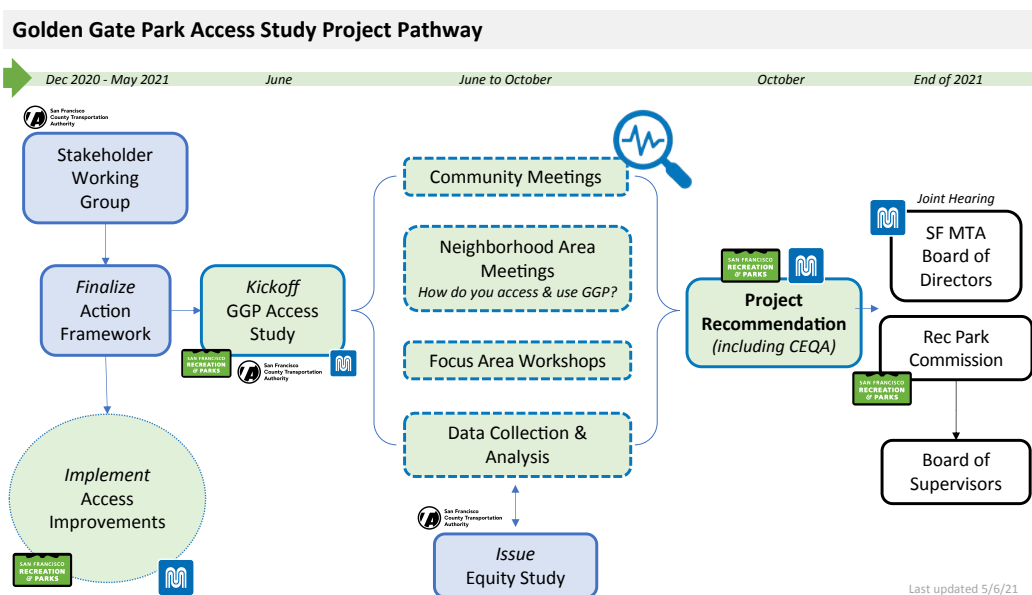 Golden Gate Park Access Study Project Pathway
Dec 2020 - May 2021
June
June to October
October
End of 2021
San Francisco
County Transportation
Authority
Stakeholder
Working
Group
Finalize
Action
Framework
Implement
Access
Improvements
SAN FRANCISCO
RECREATION
& PARKS
Kickoff
GGP Access
Study
SAN FRANCISCO
RECREATION
& PARKS
San Francisco
County Transportation
Authority
Community Meetings
Neighborhood Area
Meetings
How do you access & use GGP?
Focus Area Workshops
Data Collection &
Analysis
San Francisco
County Transportation
Authority
Issue
Equity Study
SAN FRANCISCO
RECREATION
& PARKS
Project
Recommendation
(including CEQA)
Joint Hearing
SF MTA
Board of
Directors
Rec Park
Commission
SAN FRANCISCO
RECREATION
& PARKS
Board of
Supervisors
Last updated 5/6/21